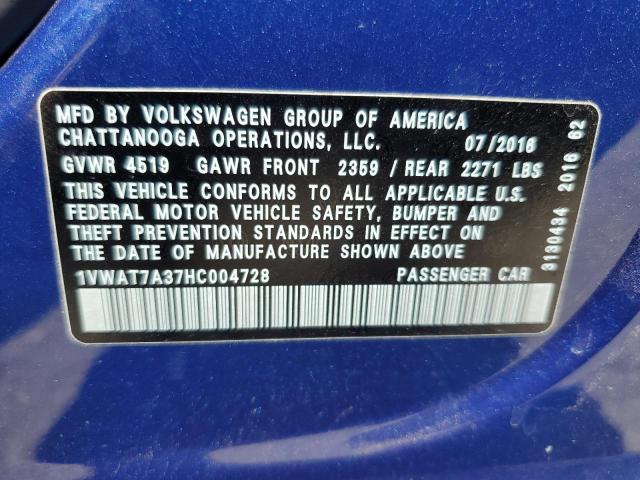 MFD BY VOLKSWAGEN GROUP OF AMERICA
CHATTANOOGA OPERATIONS, LLC. 07/2016
GVWR 4519 GAWR FRONT 2359 / REAR 2271 LBS
THIS VEHICLE CONFORMS TO ALL APPLICABLE U.S.
FEDERAL MOTOR VEHICLE SAFETY, BUMPER AND
THEFT PREVENTION STANDARDS IN EFFECT ON
THE DATE OF MANUFACTURE SHOWN ABOVE
1VWAT7A37HC004728 PASSENGER CAR
3130434 2016 62